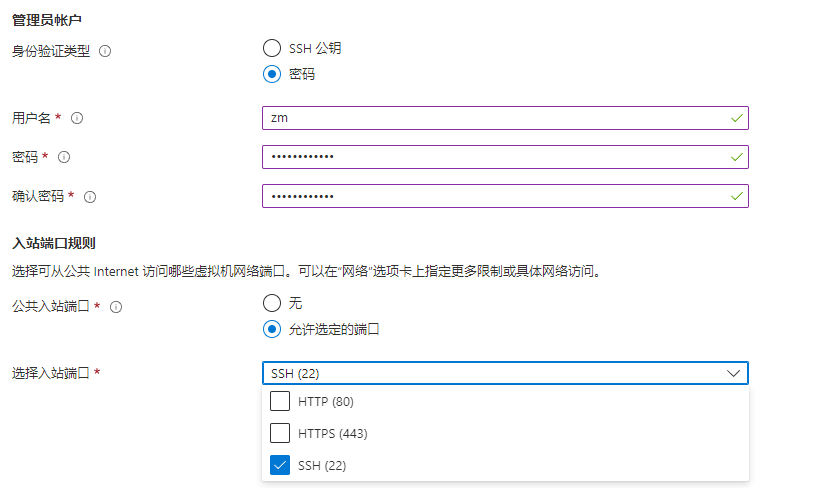 管理员帐户
身份验证类型
SSH 公钥
密码
用户名 *
zm
密码 *
••••••••••••
确认密码 *
••••••••••••
入站端口规则
选择可从公共 Internet 访问哪些虚拟机网络端口。可以在“网络”选项卡上指定更多限制或具体网络访问。
公共入站端口 *
无
允许选定的端口
选择入站端口 *
SSH (22)
HTTP (80)
HTTPS (443)
SSH (22)